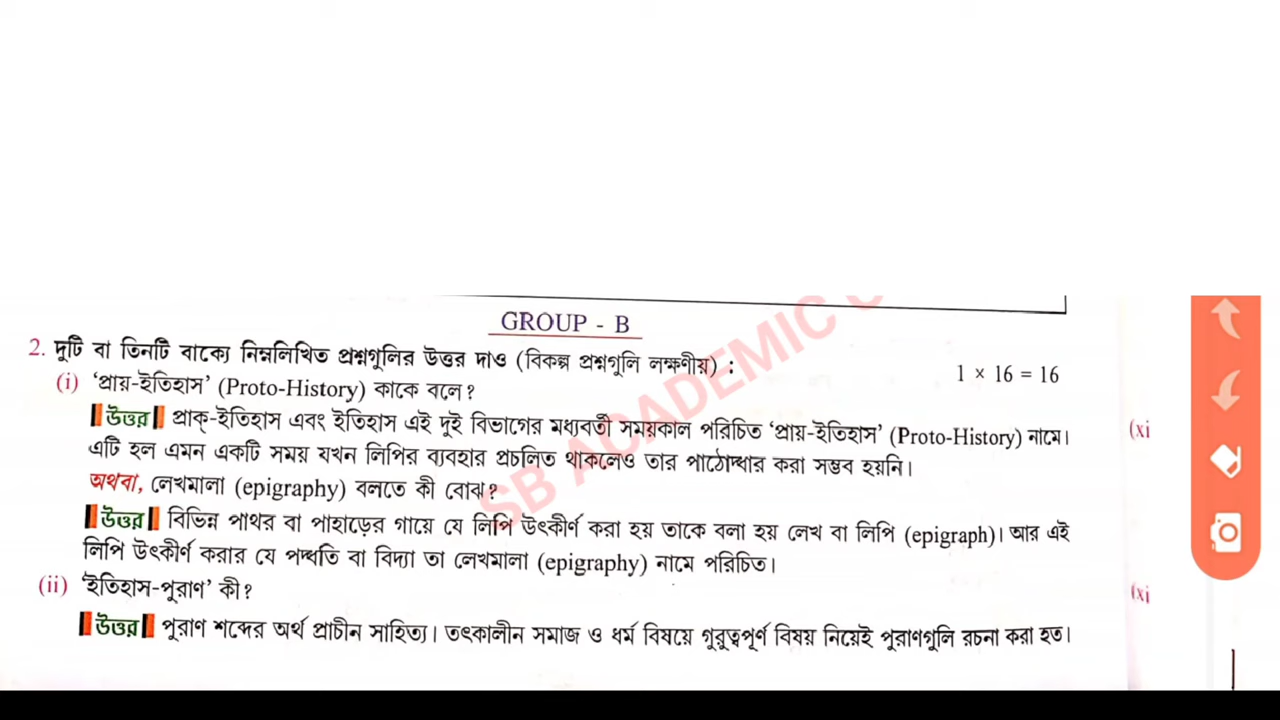 GROUP - B
2. দুটি বা তিনটি বাক্যে নিম্নলিখিত প্রশ্নগুলির উত্তর দাও (বিকল্প প্রশ্নগুলি লক্ষণীয়) : 1 × 16 = 16
(i) ‘প্রায়-ইতিহাস’ (Proto-History) কাকে বলে?
উত্তর প্রাক্-ইতিহাস এবং ইতিহাস এই দুই বিভাগের মধ্যবর্তী সময়কাল পরিচিত ‘প্রায়-ইতিহাস’ (Proto-History) নামে।
(xi
এটি হল এমন একটি সময় যখন লিপির ব্যবহার প্রচলিত থাকলেও তার পাঠোদ্ধার করা সম্ভব হয়নি।
অথবা, লেখমালা (epigraphy) বলতে কী বোঝ?
উত্তর বিভিন্ন পাথর বা পাহাড়ের গায়ে যে লিপি উৎকীর্ণ করা হয় তাকে বলা হয় লেখ বা লিপি (epigraph)। আর এই
লিপি উৎকীর্ণ করার যে পদ্ধতি বা বিদ্যা তা লেখমালা (epigraphy) নামে পরিচিত।
(ii) ‘ইতিহাস-পুরাণ’ কী?
(xi
উত্তর পুরাণ শব্দের অর্থ প্রাচীন সাহিত্য। তৎকালীন সমাজ ও ধর্ম বিষয়ে গুরুত্বপূর্ণ বিষয় নিয়েই পুরাণগুলি রচনা করা হত।
SB ACADEMIC